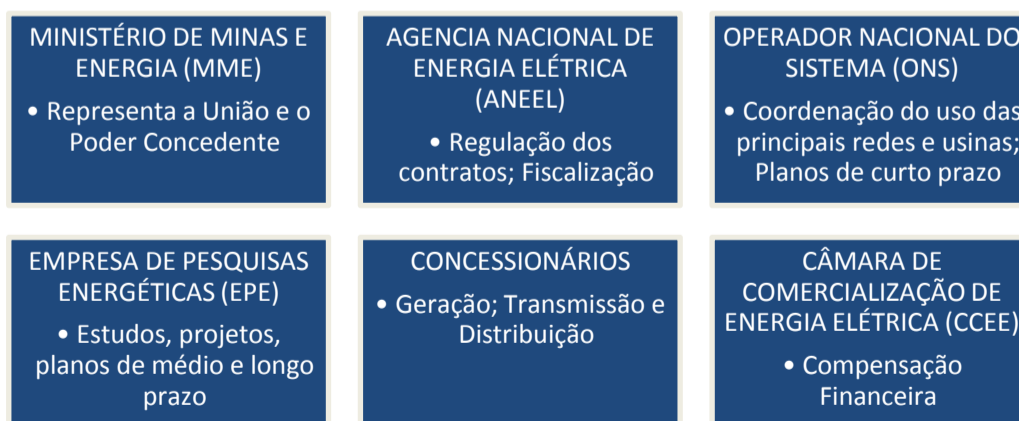 MINISTÉRIO DE MINAS E
ENERGIA (MME)
• Representa a União e o
Poder Concedente
AGENCIA NACIONAL DE
ENERGIA ELÉTRICA
(ANEEL)
• Regulação dos
contratos; Fiscalização
OPERADOR NACIONAL DO
SISTEMA (ONS)
• Coordenação do uso das
principais redes e usinas;
Planos de curto prazo
EMPRESA DE PESQUISAS
ENERGÉTICAS (EPE)
• Estudos, projetos,
planos de médio e longo
prazo
CONCESSIONÁRIOS
• Geração; Transmissão e
Distribuição
CÂMARA DE
COMERCIALIZAÇÃO DE
ENERGIA ELÉTRICA (CCEE)
• Compensação
Financeira